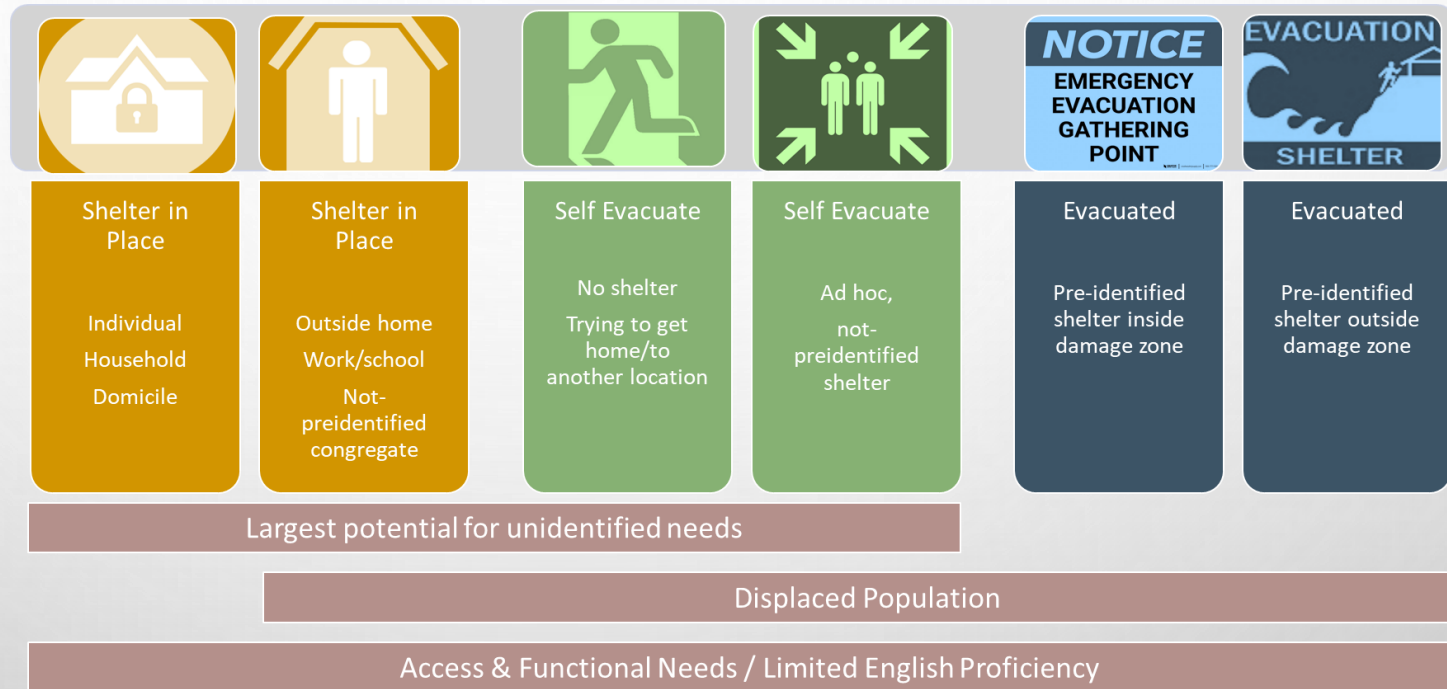 NOTICE
EMERGENCY
EVACUATION
GATHERING
POINT
EVACUATION
SHELTER
Shelter in
Place
Individual
Household
Domicile
Shelter in
Place
Outside home
Work/school
Not-
preidentified
congregate
Self Evacuate
No shelter
Trying to get
home/to
another location
Self Evacuate
Ad hoc,
not-
preidentified
shelter
Evacuated
Pre-identified
shelter inside
damage zone
Evacuated
Pre-identified
shelter outside
damage zone
Largest potential for unidentified needs
Displaced Population
Access & Functional Needs / Limited English Proficiency